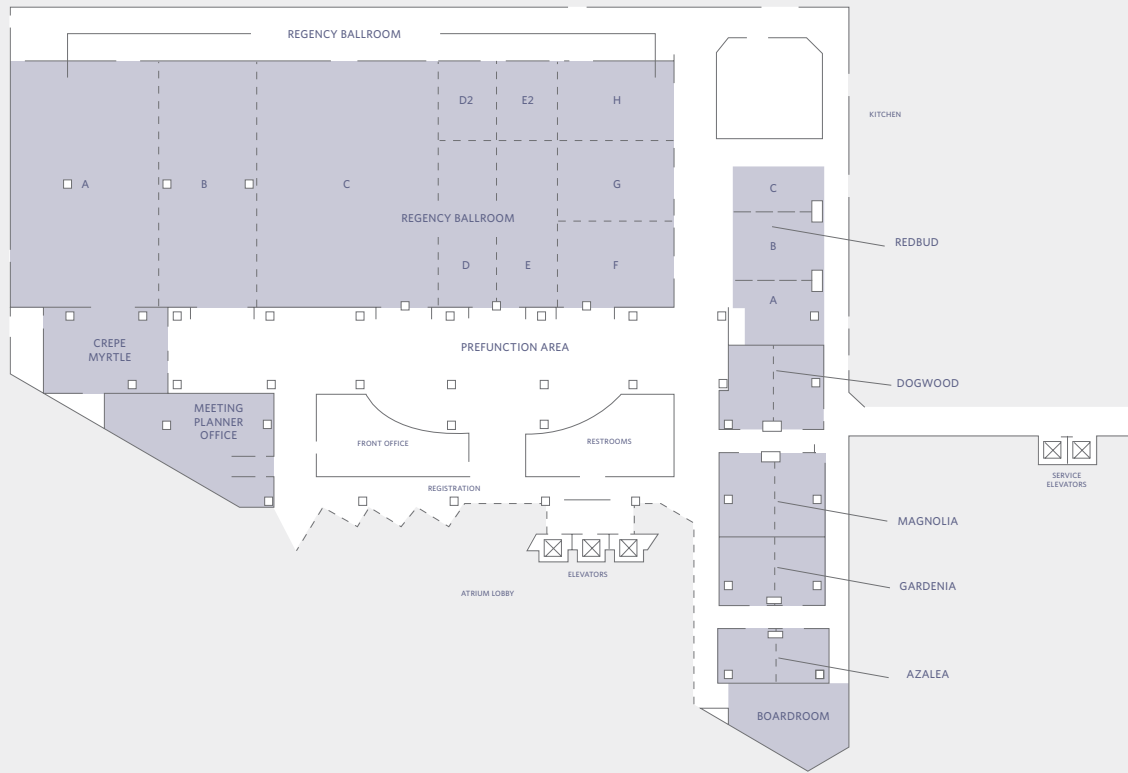 REGENCY BALLROOM
D2
E2
H
KITCHEN
A
B
C
G
C
REGENCY BALLROOM
REDBUD
B
D
E
F
A
CREPE
MYRTLE
PREFUNCTION AREA
DOGWOOD
MEETING
PLANNER
OFFICE
FRONT OFFICE
RESTROOMS
SERVICE
ELEVATORS
REGISTRATION
MAGNOLIA
ELEVATORS
GARDENIA
ATRIUM LOBBY
AZALEA
BOARDROOM